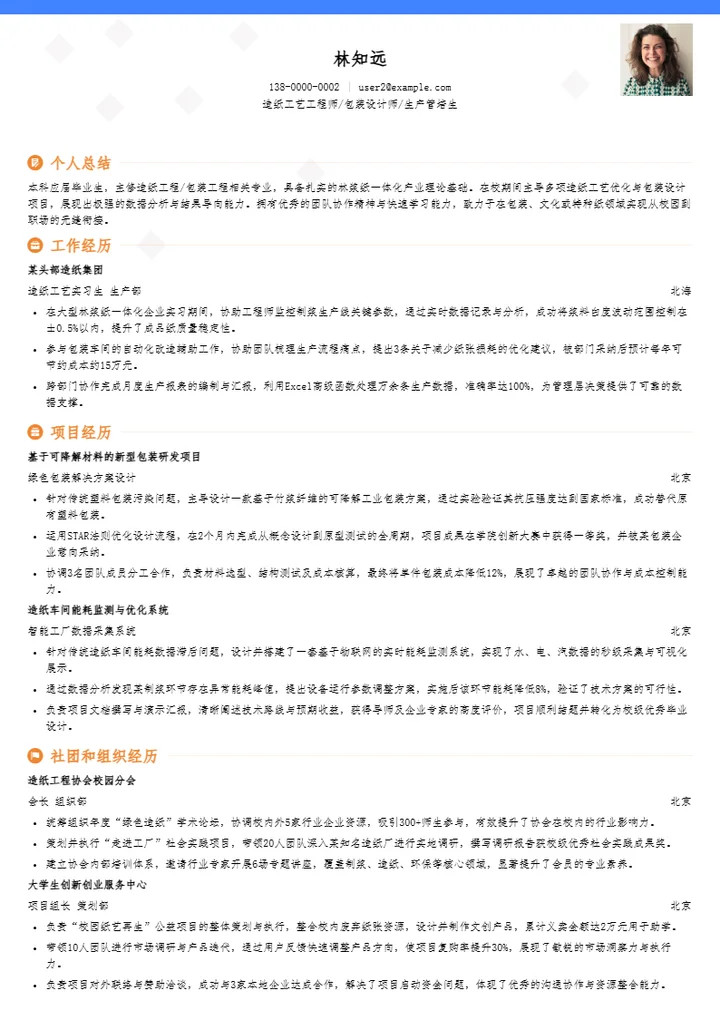 林知远
138-0000-0002 | user2@example.com
造纸工艺工程师/包装设计师/生产管培生
个人总结
本科应届毕业生，主修造纸工程/包装工程相关专业，具备扎实的林浆纸一体化产业理论基础。在校期间主导多项造纸工艺优化与包装设计
项目，展现出极强的数据分析与结果导向能力。拥有优秀的团队协作精神与快速学习能力，致力于在包装、文化或特种纸领域实现从校园到
职场的无缝衔接。
工作经历
某头部造纸集团
造纸工艺实习生 生产部 北海
• 在大型林浆纸一体化企业实习期间，协助工程师监控制浆生产线关键参数，通过实时数据记录与分析，成功将浆料白度波动范围控制在
±0.5%以内，提升了成品纸质量稳定性。
• 参与包装车间的自动化改造辅助工作，协助团队梳理生产流程痛点，提出3条关于减少纸张损耗的优化建议，被部门采纳后预计每年可
节约成本约15万元。
• 跨部门协作完成月度生产报表的编制与汇报，利用Excel高级函数处理万余条生产数据，准确率达100%，为管理层决策提供了可靠的数
据支撑。
项目经历
基于可降解材料的新型包装研发项目
绿色包装解决方案设计 北京
• 针对传统塑料包装污染问题，主导设计一款基于竹浆纤维的可降解工业包装方案，通过实验验证其抗压强度达到国家标准，成功替代原
有塑料包装。
• 运用STAR法则优化设计流程，在2个月内完成从概念设计到原型测试的全周期，项目成果在学院创新大赛中获得一等奖，并被某包装企
业意向采纳。
• 协调3名团队成员分工合作，负责材料选型、结构测试及成本核算，最终将单件包装成本降低12%，展现了卓越的团队协作与成本控制能
力。
造纸车间能耗监测与优化系统
智能工厂数据采集系统 北京
• 针对传统造纸车间能耗数据滞后问题，设计并搭建了一套基于物联网的实时能耗监测系统，实现了水、电、汽数据的秒级采集与可视化
展示。
• 通过数据分析发现某制浆环节存在异常能耗峰值，提出设备运行参数调整方案，实施后该环节能耗降低8%，验证了技术方案的可行性。
• 负责项目文档撰写与演示汇报，清晰阐述技术路线与预期收益，获得导师及企业专家的高度评价，项目顺利结题并转化为校级优秀毕业
设计。
社团和组织经历
造纸工程协会校园分会
会长 组织部 北京
• 统筹组织年度“绿色造纸”学术论坛，协调校内外5家行业企业资源，吸引300+师生参与，有效提升了协会在校内的行业影响力。
• 策划并执行“走进工厂”社会实践项目，带领20人团队深入某知名造纸厂进行实地调研，撰写调研报告获校级优秀社会实践成果奖。
• 建立协会内部培训体系，邀请行业专家开展6场专题讲座，覆盖制浆、造纸、环保等核心领域，显著提升了会员的专业素养。
大学生创新创业服务中心
项目组长 策划部 北京
• 负责“校园纸艺再生”公益项目的整体策划与执行，整合校内废弃纸张资源，设计并制作文创产品，累计义卖金额达2万元用于助学。
• 带领10人团队进行市场调研与产品迭代，通过用户反馈快速调整产品方向，使项目复购率提升30%，展现了敏锐的市场洞察力与执行
力。
• 负责项目对外联络与赞助洽谈，成功与3家本地企业达成合作，解决了项目启动资金问题，体现了优秀的沟通协作与资源整合能力。